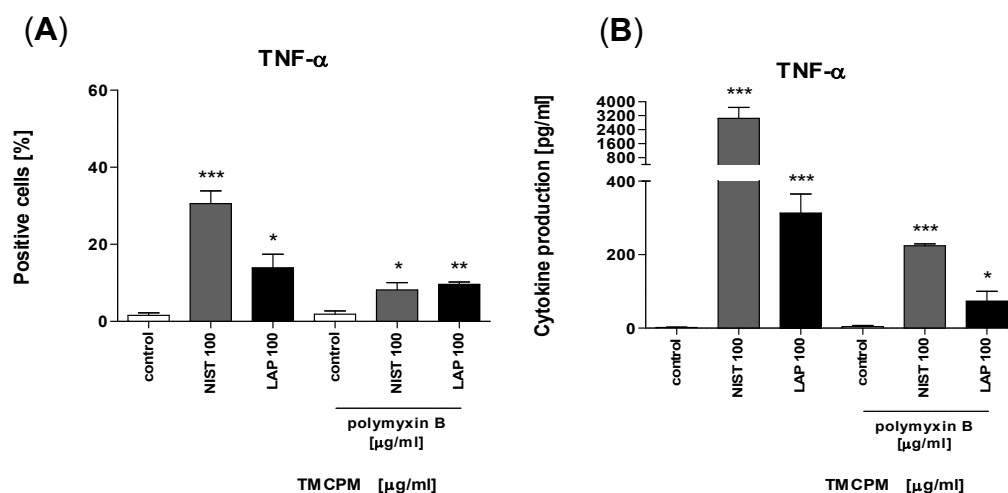 (A)
TNF-α
Positive cells [%]
60
40
20
0
***
*
*
**
control
NIST 100
LAP 100
control
NIST 100
LAP 100
polymyxin B
[µg/ml]
TMCPM [µg/ml]
(B)
TNF-α
Cytokine production [pg/ml]
4000
3200
2400
1600
800
400
200
0
***
***
***
*
control
NIST 100
LAP 100
control
NIST 100
LAP 100
polymyxin B
[µg/ml]
TMCPM [µg/ml]